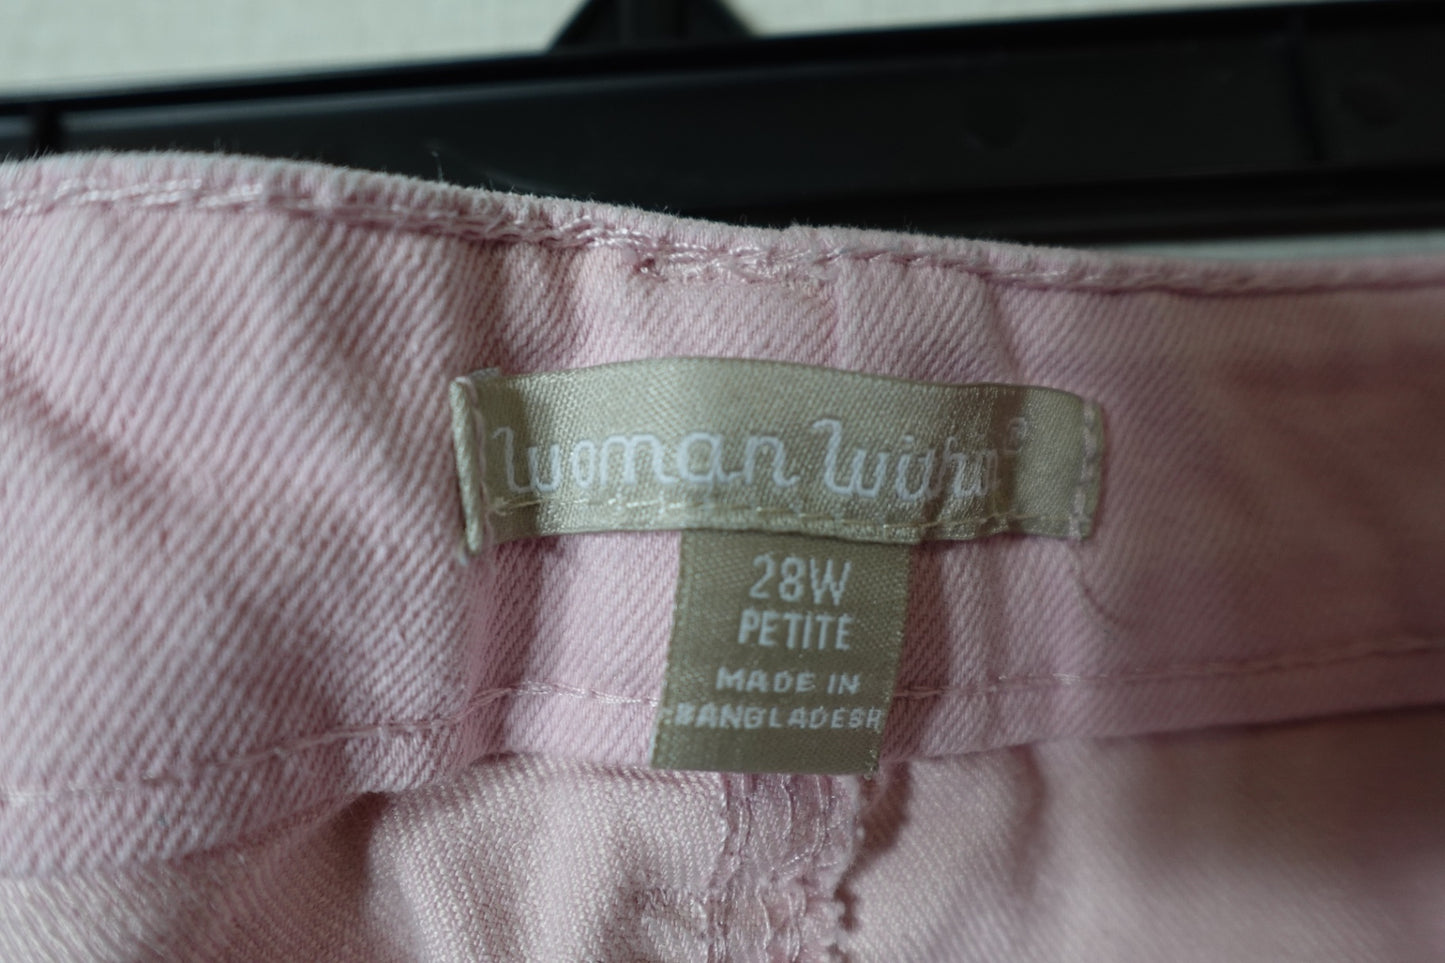 Woman Within®
28W
PETITE
MADE IN
BANGLADESH